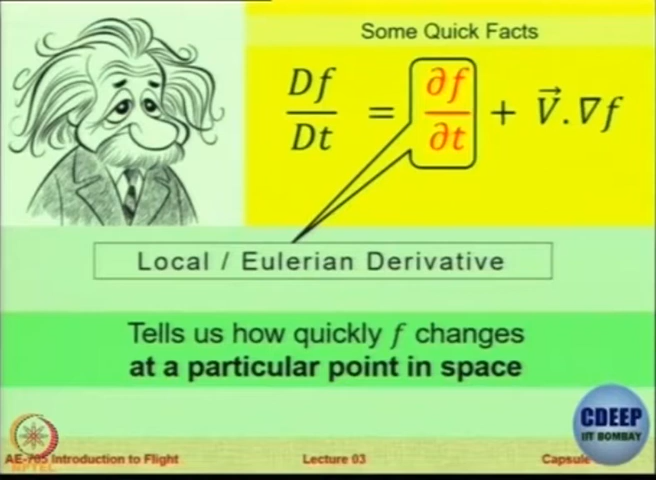 Some Quick Facts
Df/Dt = ∂f/∂t + V⃗.∇f
Local / Eulerian Derivative
Tells us how quickly f changes
at a particular point in space
CDEEP
IIT BOMBAY
AE-705 Introduction to Flight Lecture 03 Capsule
NPTEL